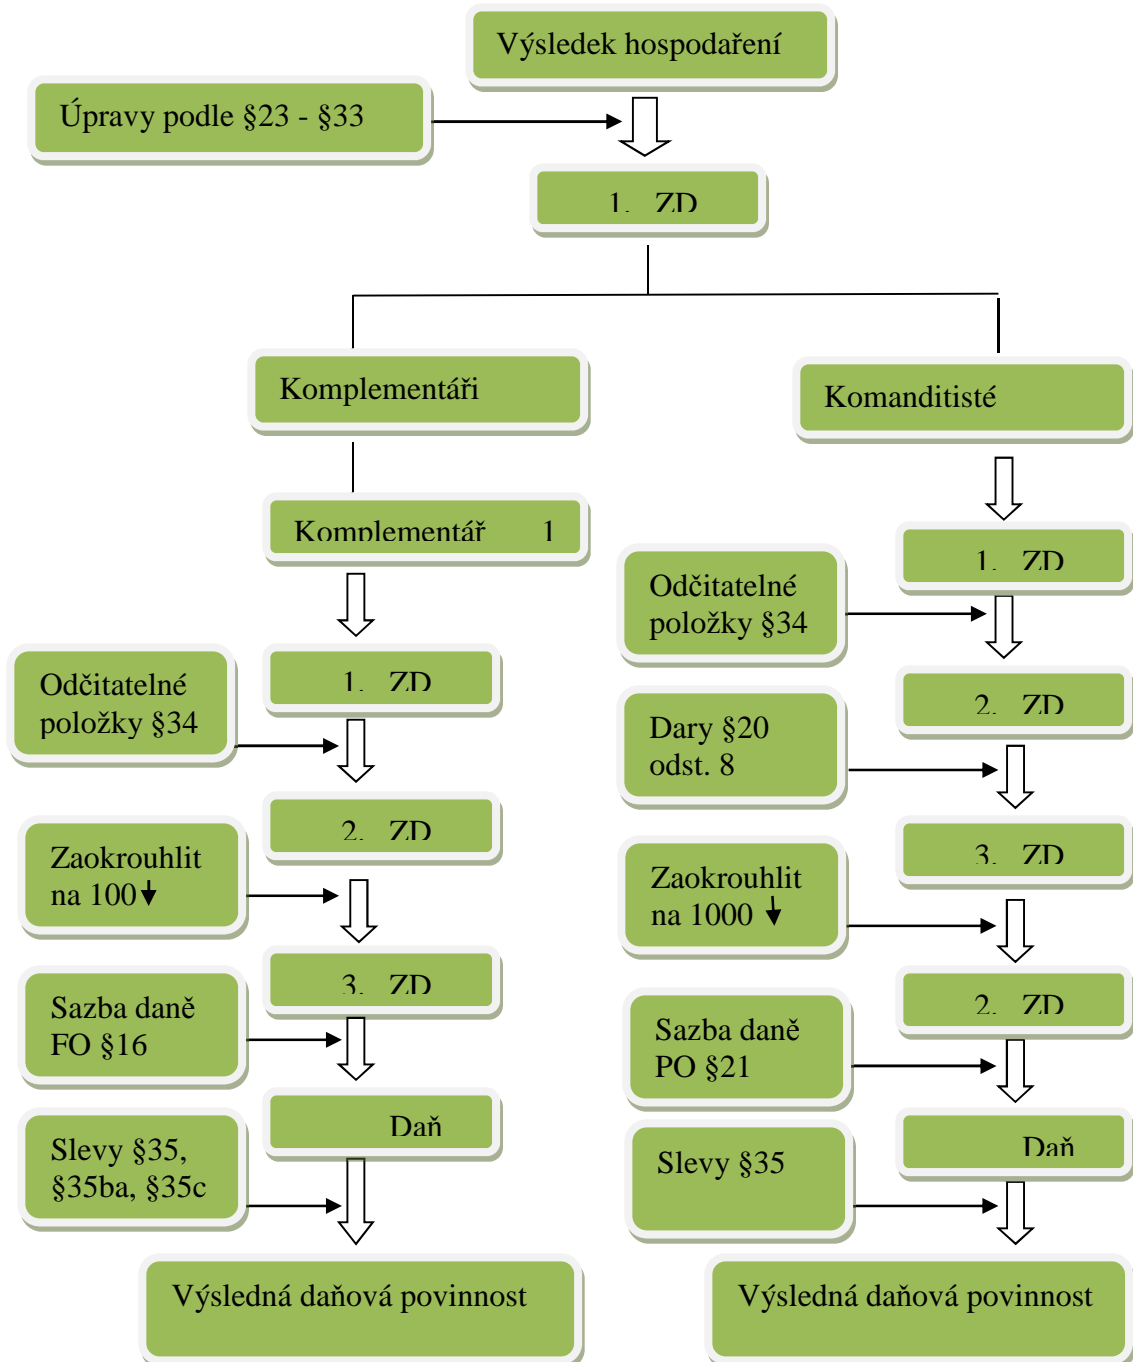 Výsledek hospodaření
Úpravy podle §23 - §33
1. ZD
Komplementáři
Komanditisté
Komplementář 1
1. ZD
Odčitatelné
položky §34
1. ZD
Odčitatelné
položky §34
2. ZD
Dary §20
odst. 8
2. ZD
Zaokrouhlit
na 100
3. ZD
Zaokrouhlit
na 1000
3. ZD
Sazba daně
FO §16
2. ZD
Sazba daně
PO §21
Daň
Slevy §35,
§35ba, §35c
Daň
Slevy §35
Výsledná daňová povinnost
Výsledná daňová povinnost